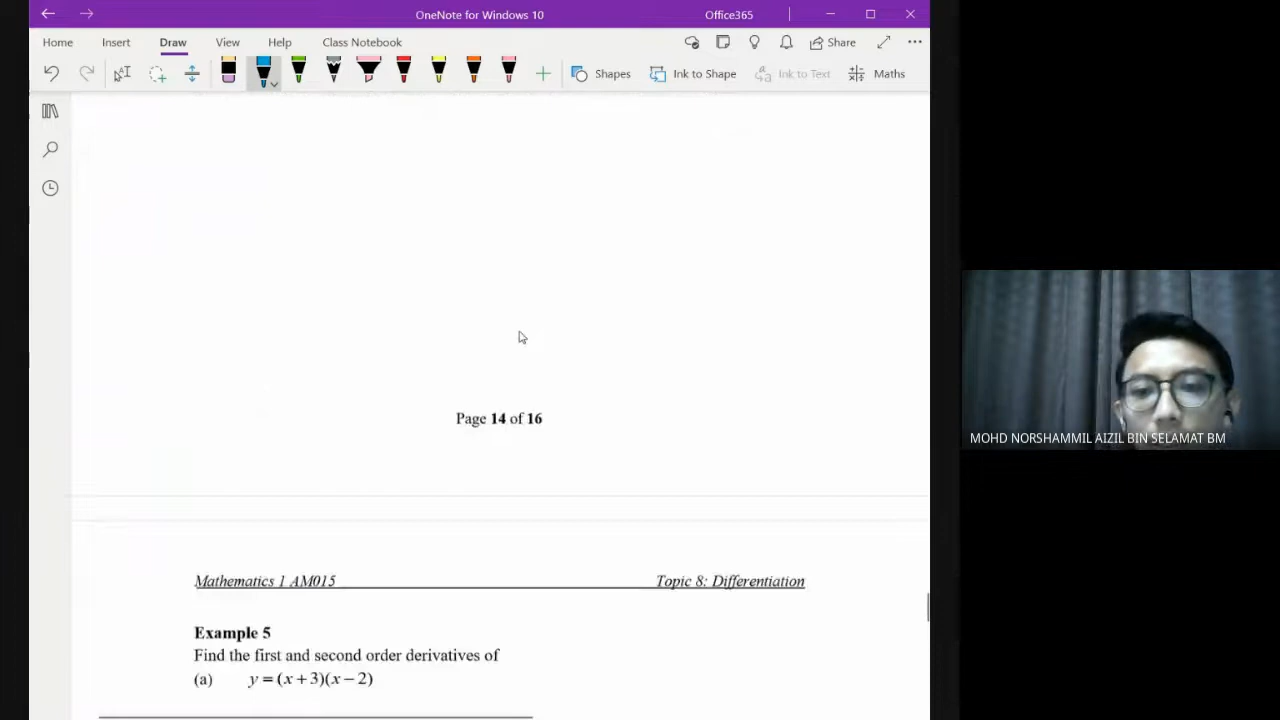 OneNote for Windows 10
Office365
Home
Insert
Draw
View
Help
Class Notebook
Share
Shapes
Ink to Shape
Ink to Text
Maths
Page 14 of 16
Mathematics 1 AM015
Topic 8: Differentiation
Example 5
Find the first and second order derivatives of
(a) y = (x + 3)(x − 2)
MOHD NORSHAMMIL AIZIL BIN SELAMAT BM